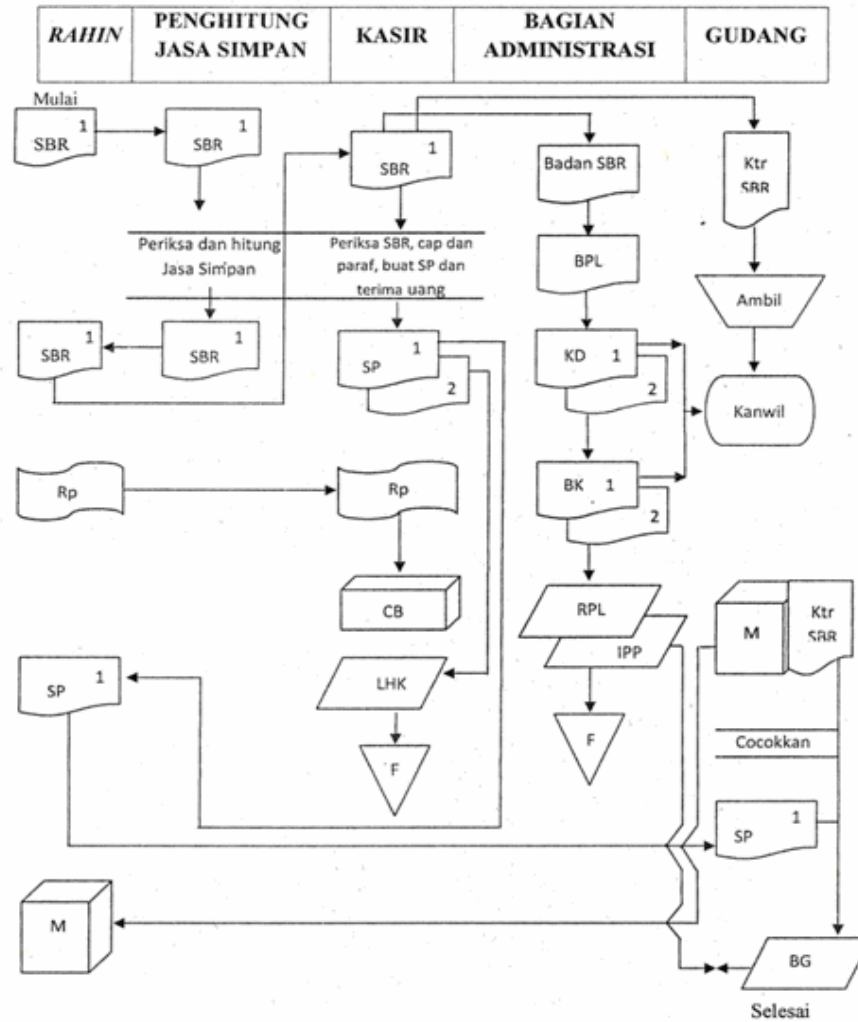 RAHIN
PENGHITUNG
JASA SIMPAN
KASIR
BAGIAN
ADMINISTRASI
GUDANG
Mulai
SBR 1
SBR 1
SBR 1
Badan SBR
Ktr
SBR
Periksa dan hitung
Jasa Simpan
Periksa SBR, cap dan
paraf, buat SP dan
terima uang
BPL
Ambil
SBR 1
SBR 1
SP 1
2
KD 1
2
Kanwil
Rp
Rp
BK 1
2
CB
RPL
IPP
M
Ktr
SBR
SP 1
LHK
F
F
Cocokkan
SP 1
M
BG
Selesai